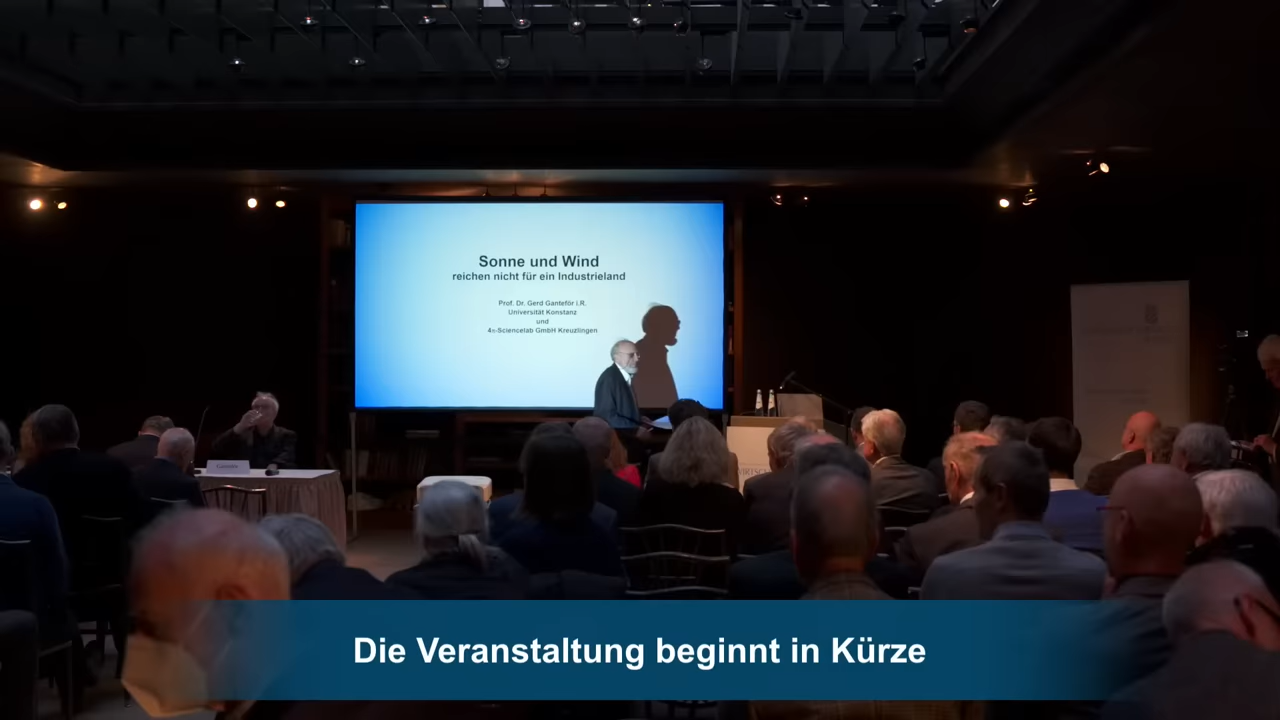 Sonne und Wind
reichen nicht für ein Industrieland
Prof. Dr. Gerd Ganteför i.R.
Universität Konstanz
und
4π-Sciencelab GmbH Kreuzlingen
Die Veranstaltung beginnt in Kürze